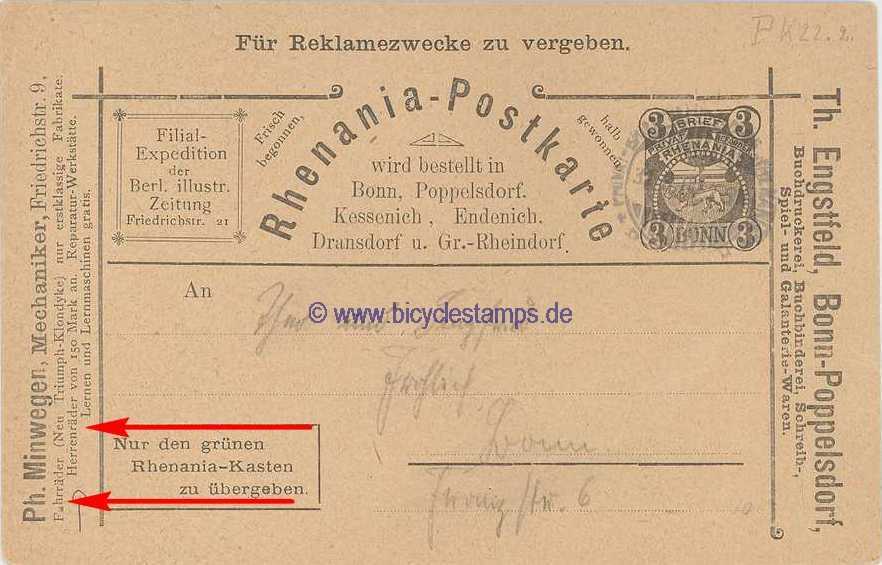 PK22.2.
Für Reklamezwecke zu vergeben.
Ph. Minwegen, Mechaniker, Friedrichstr. 9,
Fahrräder (Neu Triumph-Klondyke) nur erstklassige Fabrikate:
Herrenräder von 150 Mark an. Reparatur-Werkstätte.
Lernen und Lernmaschinen gratis.
Filial-
Expedition
der
Berl. illustr.
Zeitung
Friedrichstr. 21
Frisch
begonnen,
Rhenania-Postkarte
halb
gewonnen.
wird bestellt in
Bonn, Poppelsdorf.
Kessenich, Endenich.
Dransdorf u. Gr.-Rheindorf.
3 3
BRIEF
RHENANIA
3 BONN 3
Th. Engstfeld, Bonn-Poppelsdorf,
Buchdruckerei, Buchbinderei, Schreib-,
Spiel- und Galanterie-Waren.
An
© www.bicyclestamps.de
Bonn
Nur den grünen
Rhenania-Kasten
zu übergeben.
6